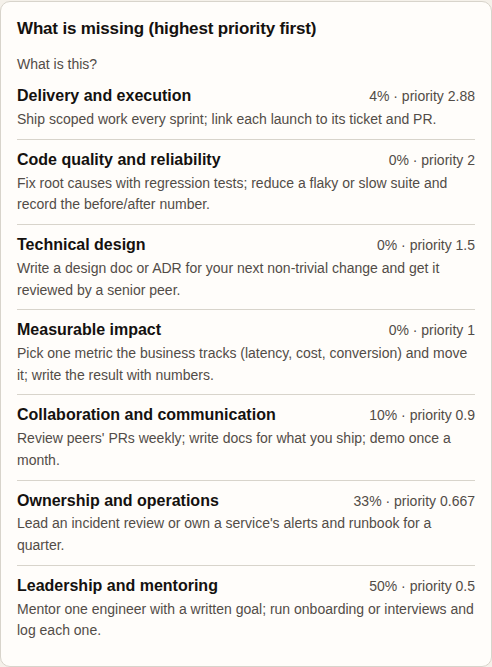 What is missing (highest priority first)
What is this?
Delivery and execution 4% · priority 2.88
Ship scoped work every sprint; link each launch to its ticket and PR.
Code quality and reliability 0% · priority 2
Fix root causes with regression tests; reduce a flaky or slow suite and
record the before/after number.
Technical design 0% · priority 1.5
Write a design doc or ADR for your next non-trivial change and get it
reviewed by a senior peer.
Measurable impact 0% · priority 1
Pick one metric the business tracks (latency, cost, conversion) and move
it; write the result with numbers.
Collaboration and communication 10% · priority 0.9
Review peers' PRs weekly; write docs for what you ship; demo once a
month.
Ownership and operations 33% · priority 0.667
Lead an incident review or own a service's alerts and runbook for a
quarter.
Leadership and mentoring 50% · priority 0.5
Mentor one engineer with a written goal; run onboarding or interviews and
log each one.